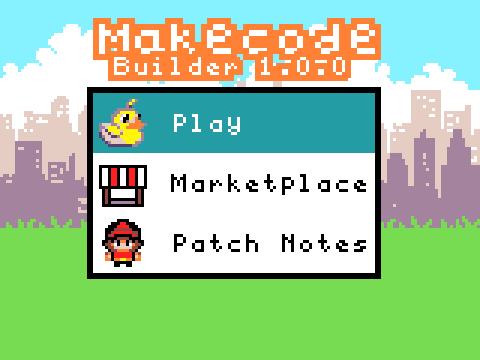 Makecode
Builder 1.0.0
Play
Marketplace
Patch Notes